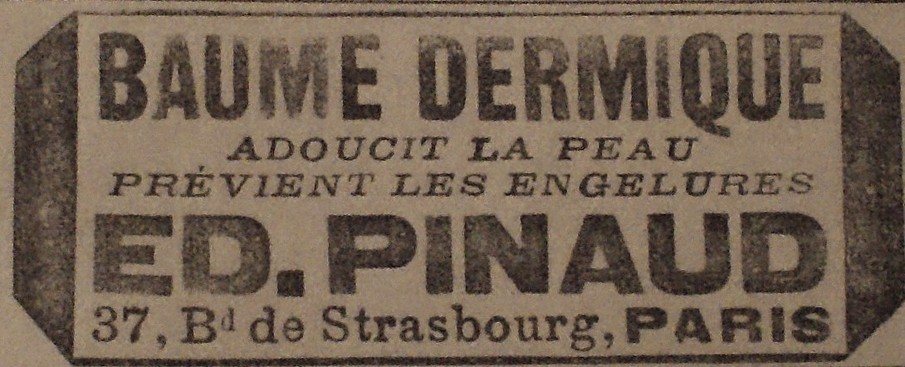 BAUME DERMIQUE
ADOUCIT LA PEAU
PRÉVIENT LES ENGELURES
ED. PINAUD
37, Bd de Strasbourg, PARIS